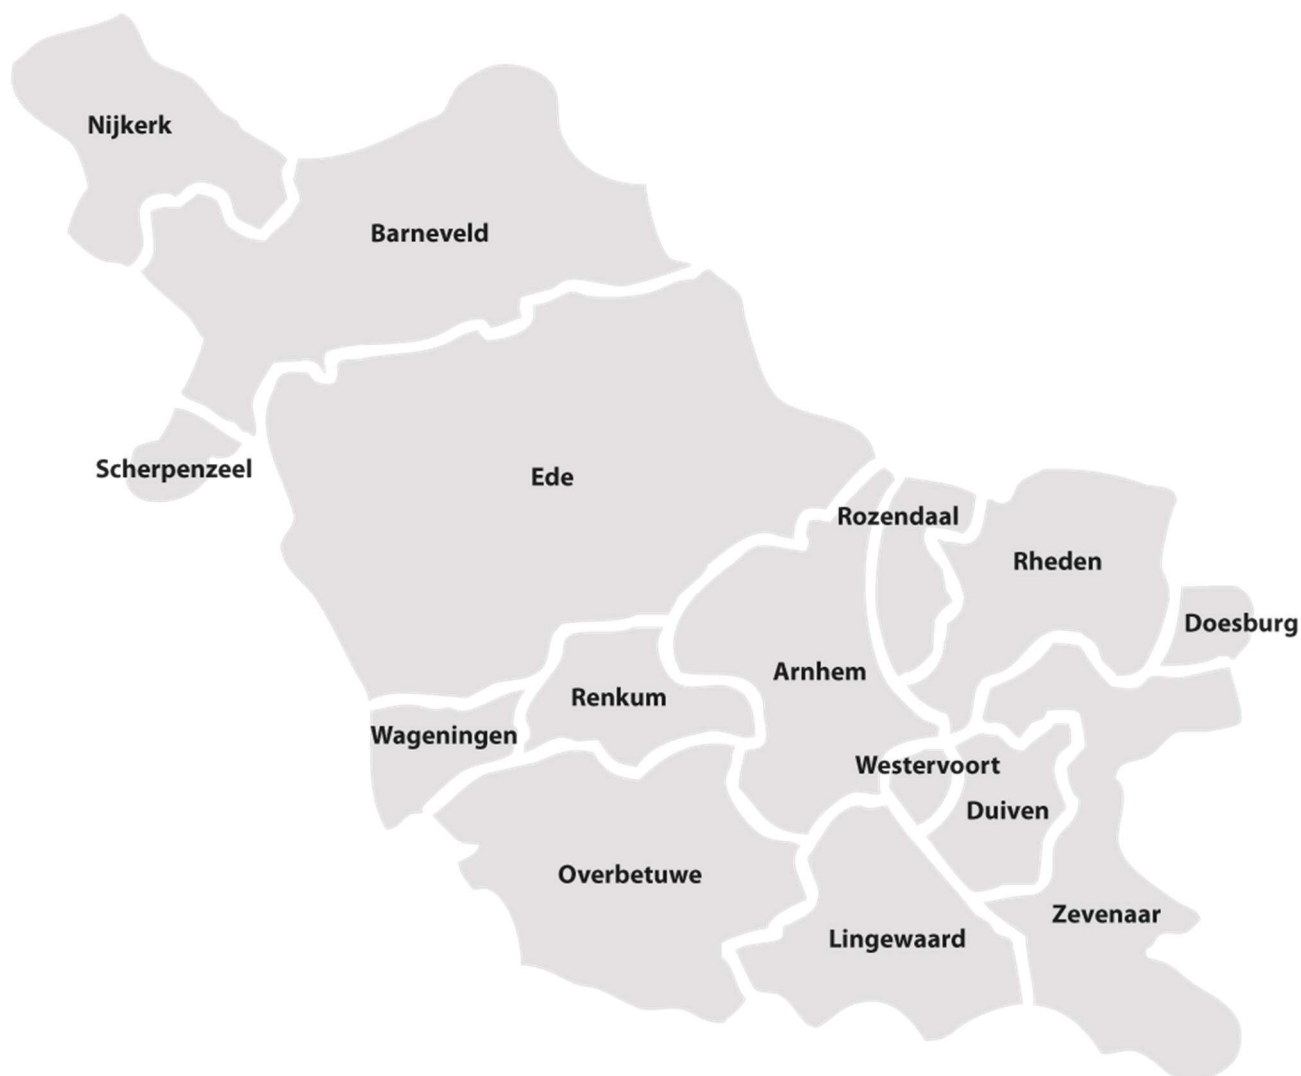 Nijkerk
Barneveld
Scherpenzeel
Ede
Rozendaal
Rheden
Doesburg
Arnhem
Renkum
Wageningen
Westervoort
Duiven
Overbetuwe
Zevenaar
Lingewaard